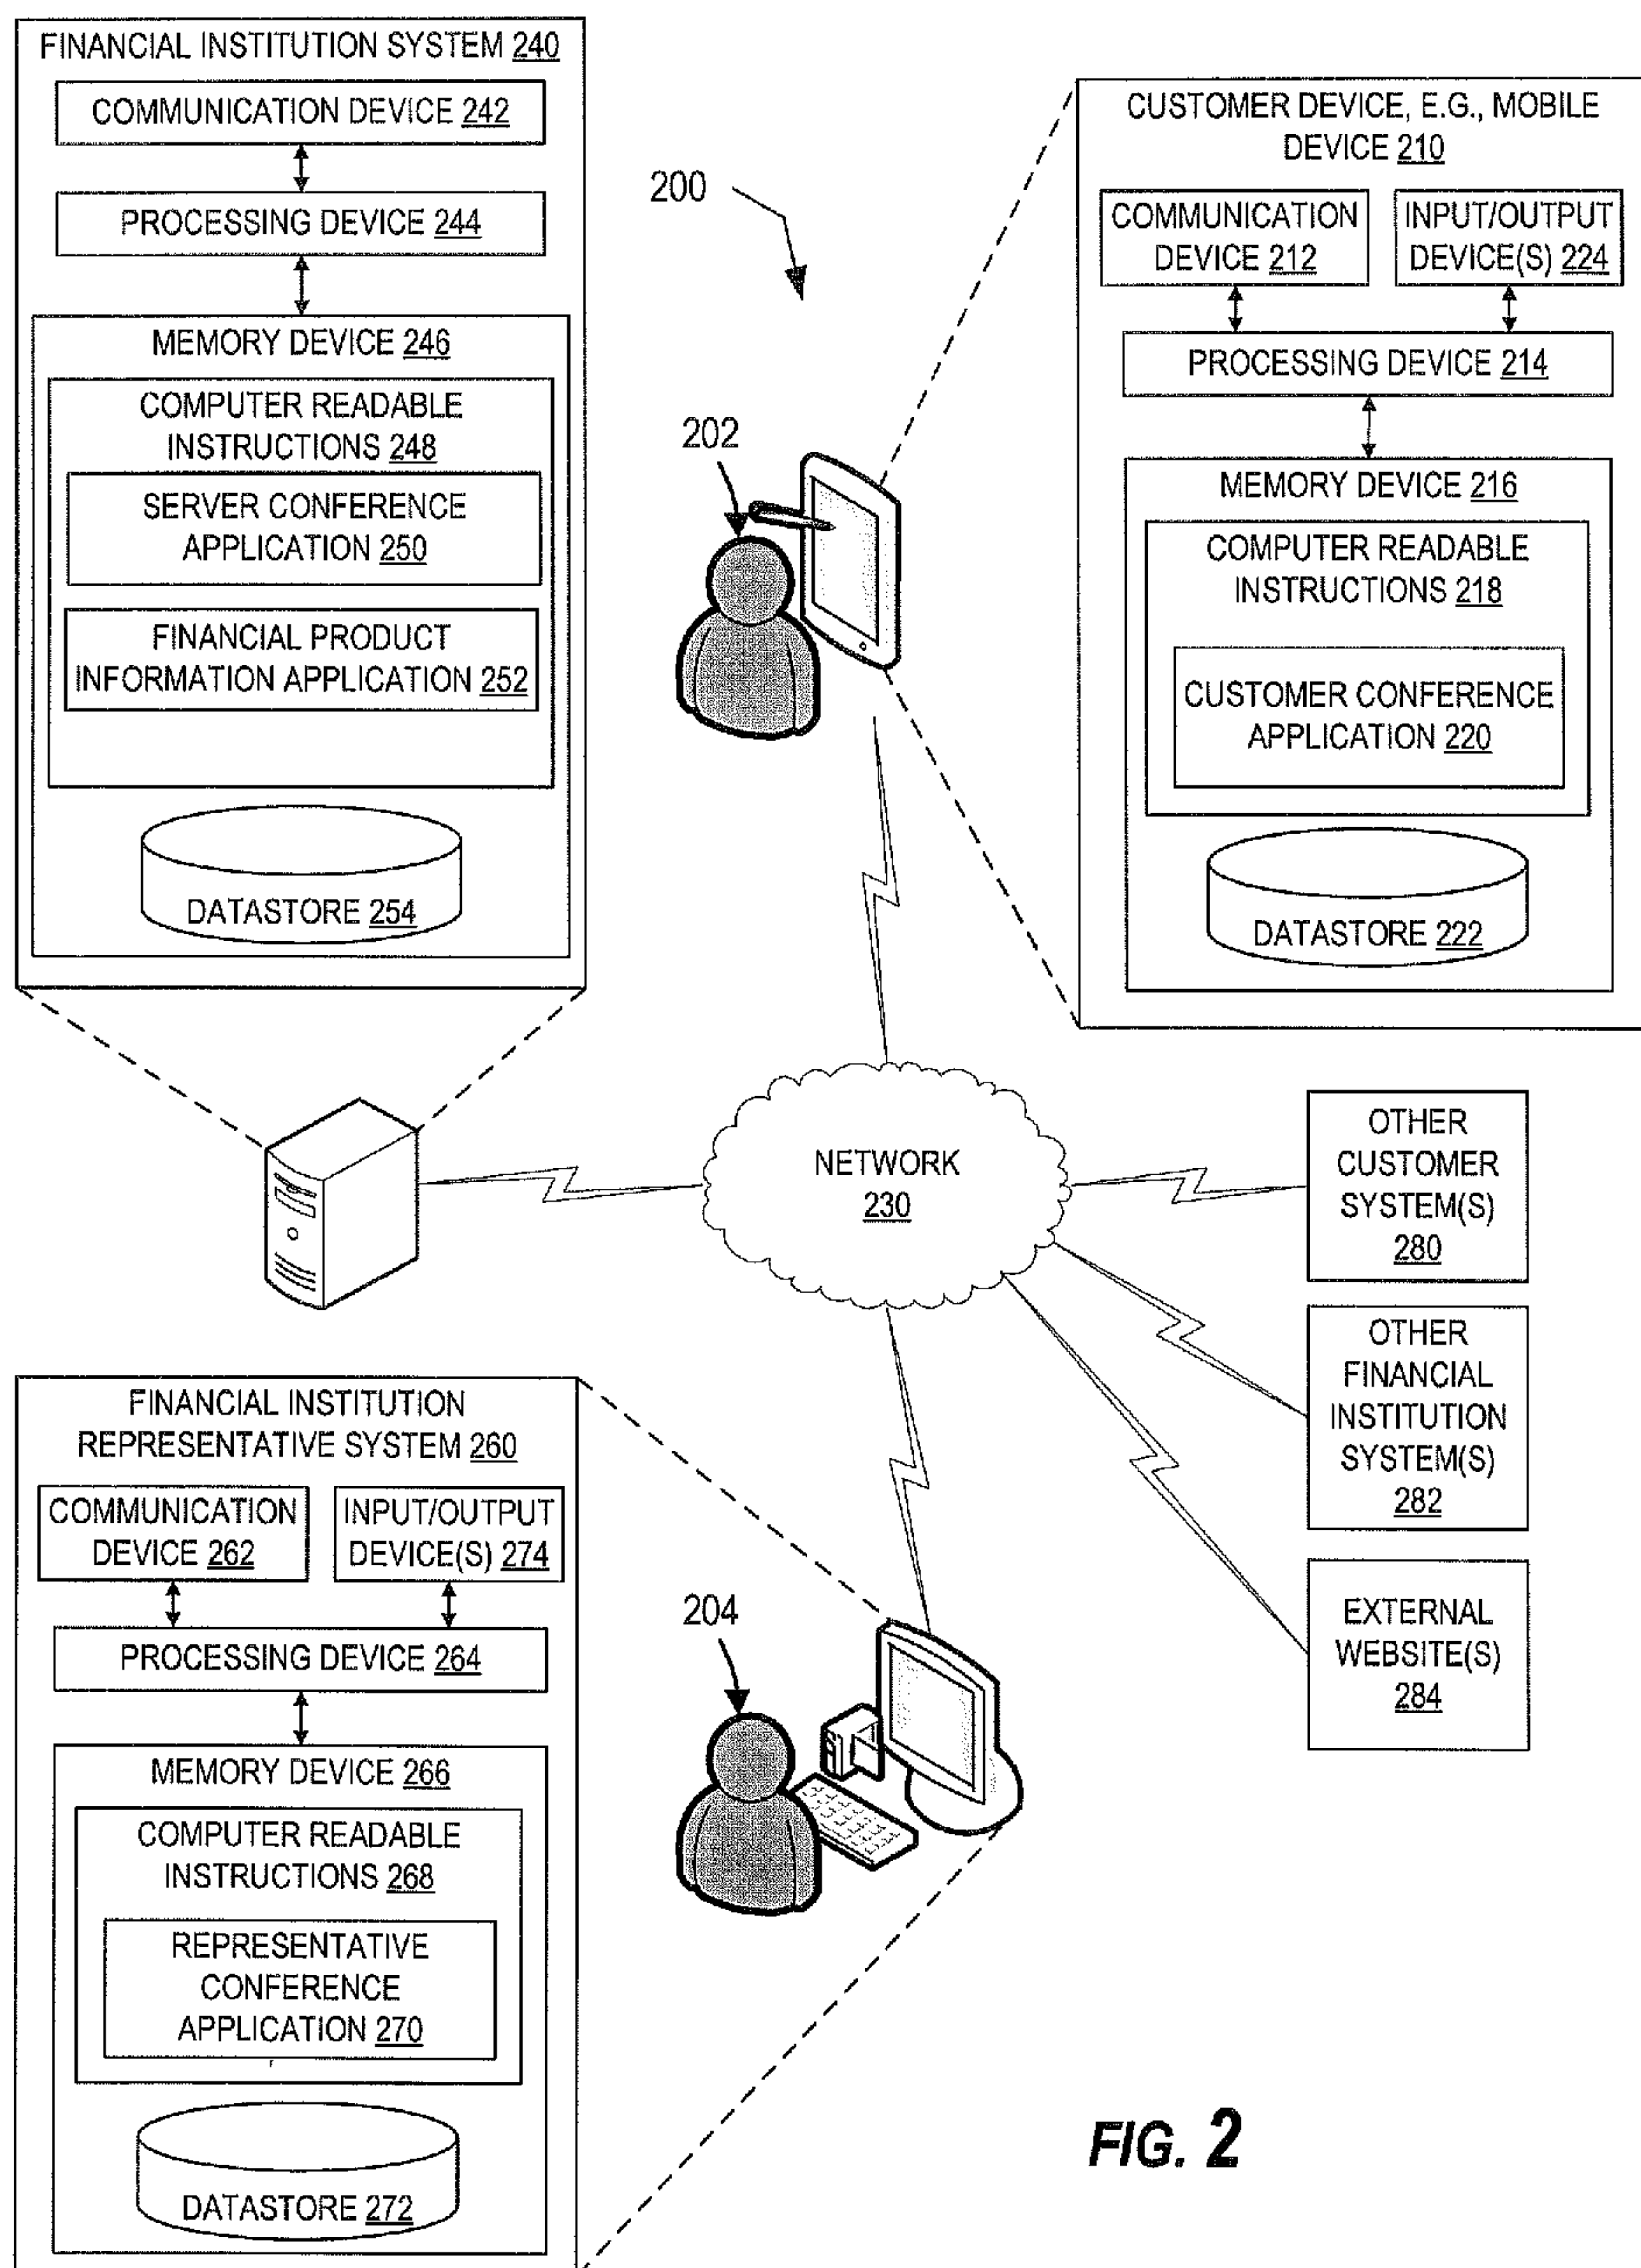 FINANCIAL INSTITUTION SYSTEM 240
COMMUNICATION DEVICE 242
PROCESSING DEVICE 244
MEMORY DEVICE 246
COMPUTER READABLE
INSTRUCTIONS 248
SERVER CONFERENCE
APPLICATION 250
FINANCIAL PRODUCT
INFORMATION APPLICATION 252
DATASTORE 254
200
202
CUSTOMER DEVICE, E.G., MOBILE
DEVICE 210
COMMUNICATION
DEVICE 212
INPUT/OUTPUT
DEVICE(S) 224
PROCESSING DEVICE 214
MEMORY DEVICE 216
COMPUTER READABLE
INSTRUCTIONS 218
CUSTOMER CONFERENCE
APPLICATION 220
DATASTORE 222
NETWORK
230
OTHER
CUSTOMER
SYSTEM(S)
280
OTHER
FINANCIAL
INSTITUTION
SYSTEM(S)
282
EXTERNAL
WEBSITE(S)
284
FINANCIAL INSTITUTION
REPRESENTATIVE SYSTEM 260
COMMUNICATION
DEVICE 262
INPUT/OUTPUT
DEVICE(S) 274
PROCESSING DEVICE 264
MEMORY DEVICE 266
COMPUTER READABLE
INSTRUCTIONS 268
REPRESENTATIVE
CONFERENCE
APPLICATION 270
DATASTORE 272
204
FIG. 2